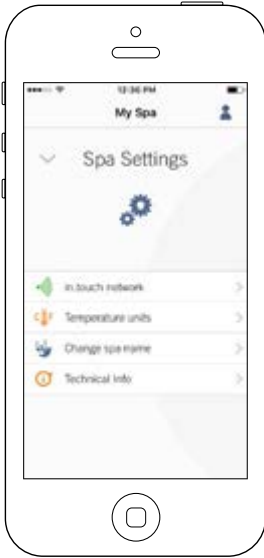 12:36 PM
My Spa
Spa Settings
in.touch network
Temperature units
Change spa name
Technical Info